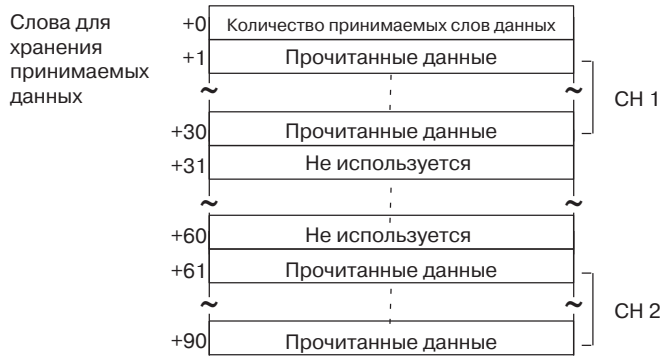 Слова для
хранения
принимаемых
данных
+0 Количество принимаемых слов данных
+1 Прочитанные данные
CH 1
+30 Прочитанные данные
+31 Не используется
+60 Не используется
+61 Прочитанные данные
CH 2
+90 Прочитанные данные